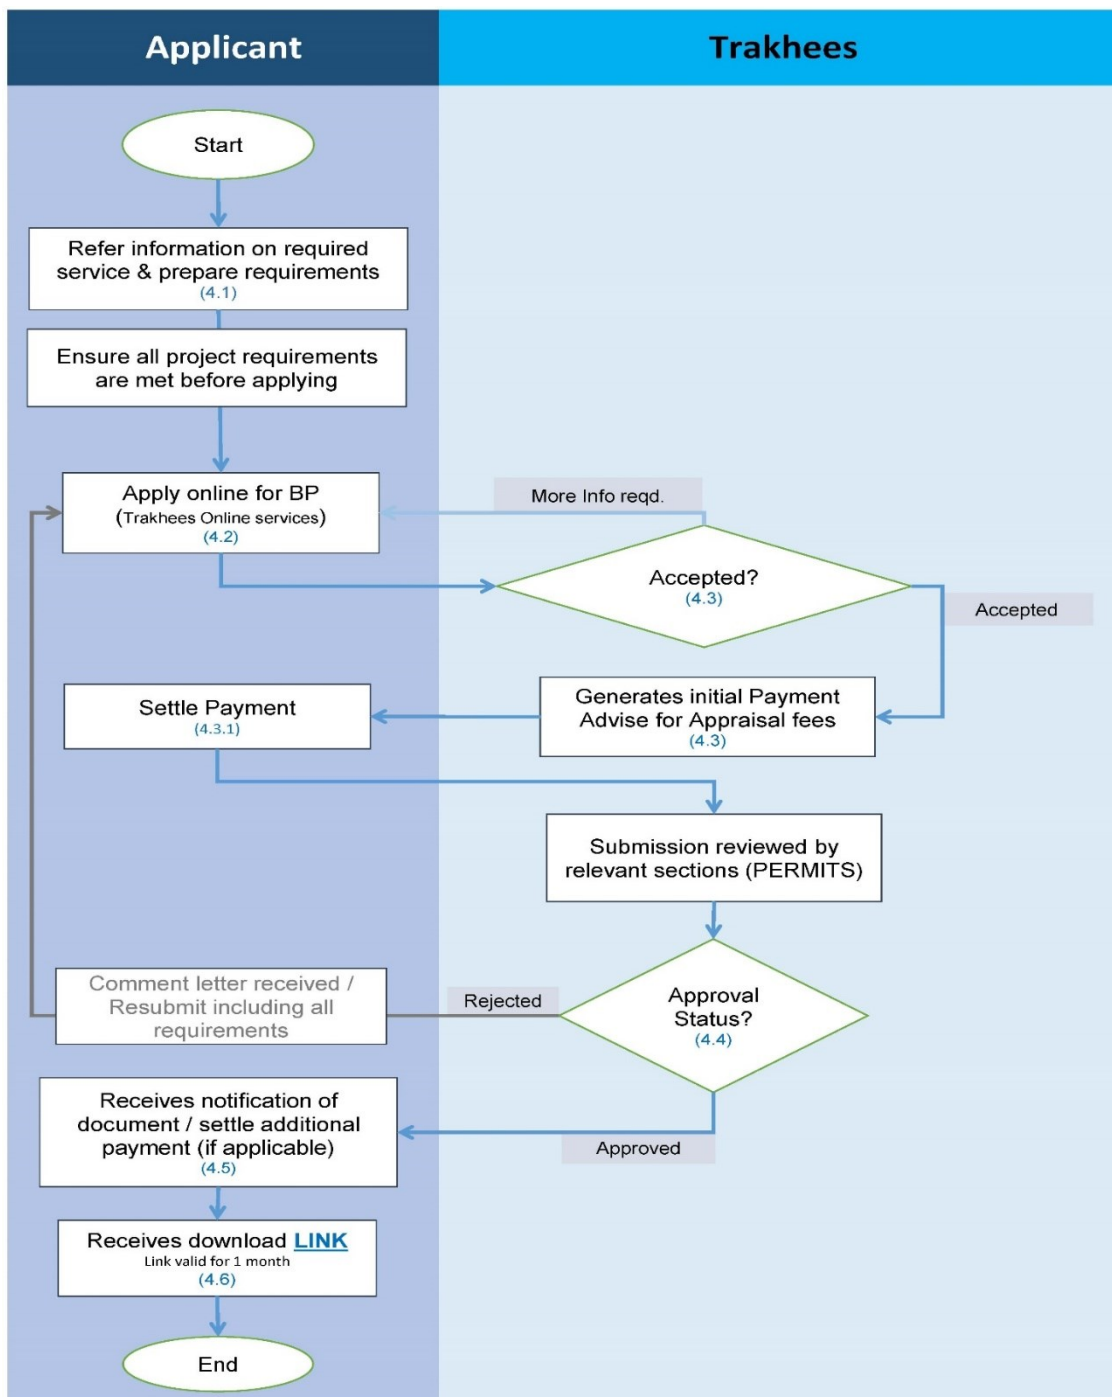 Applicant
Trakhees
Start
Refer information on required
service & prepare requirements
(4.1)
Ensure all project requirements
are met before applying
Apply online for BP
(Trakhees Online services)
(4.2)
More Info reqd.
Accepted?
(4.3)
Accepted
Generates initial Payment
Advise for Appraisal fees
(4.3)
Settle Payment
(4.3.1)
Submission reviewed by
relevant sections (PERMITS)
Approval
Status?
(4.4)
Rejected
Comment letter received /
Resubmit including all
requirements
Approved
Receives notification of
document / settle additional
payment (if applicable)
(4.5)
Receives download LINK
Link valid for 1 month
(4.6)
End